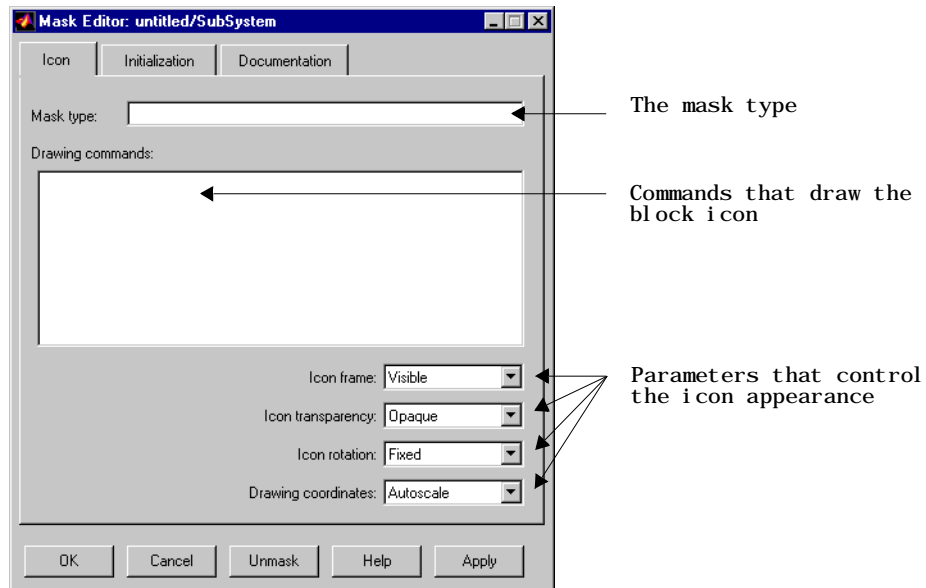 Mask Editor: untitled/SubSystem
Icon
Initialization
Documentation
Mask type:
The mask type
Drawing commands:
Commands that draw the
block icon
Icon frame: Visible
Icon transparency: Opaque
Icon rotation: Fixed
Drawing coordinates: Autoscale
Parameters that control
the icon appearance
OK
Cancel
Unmask
Help
Apply